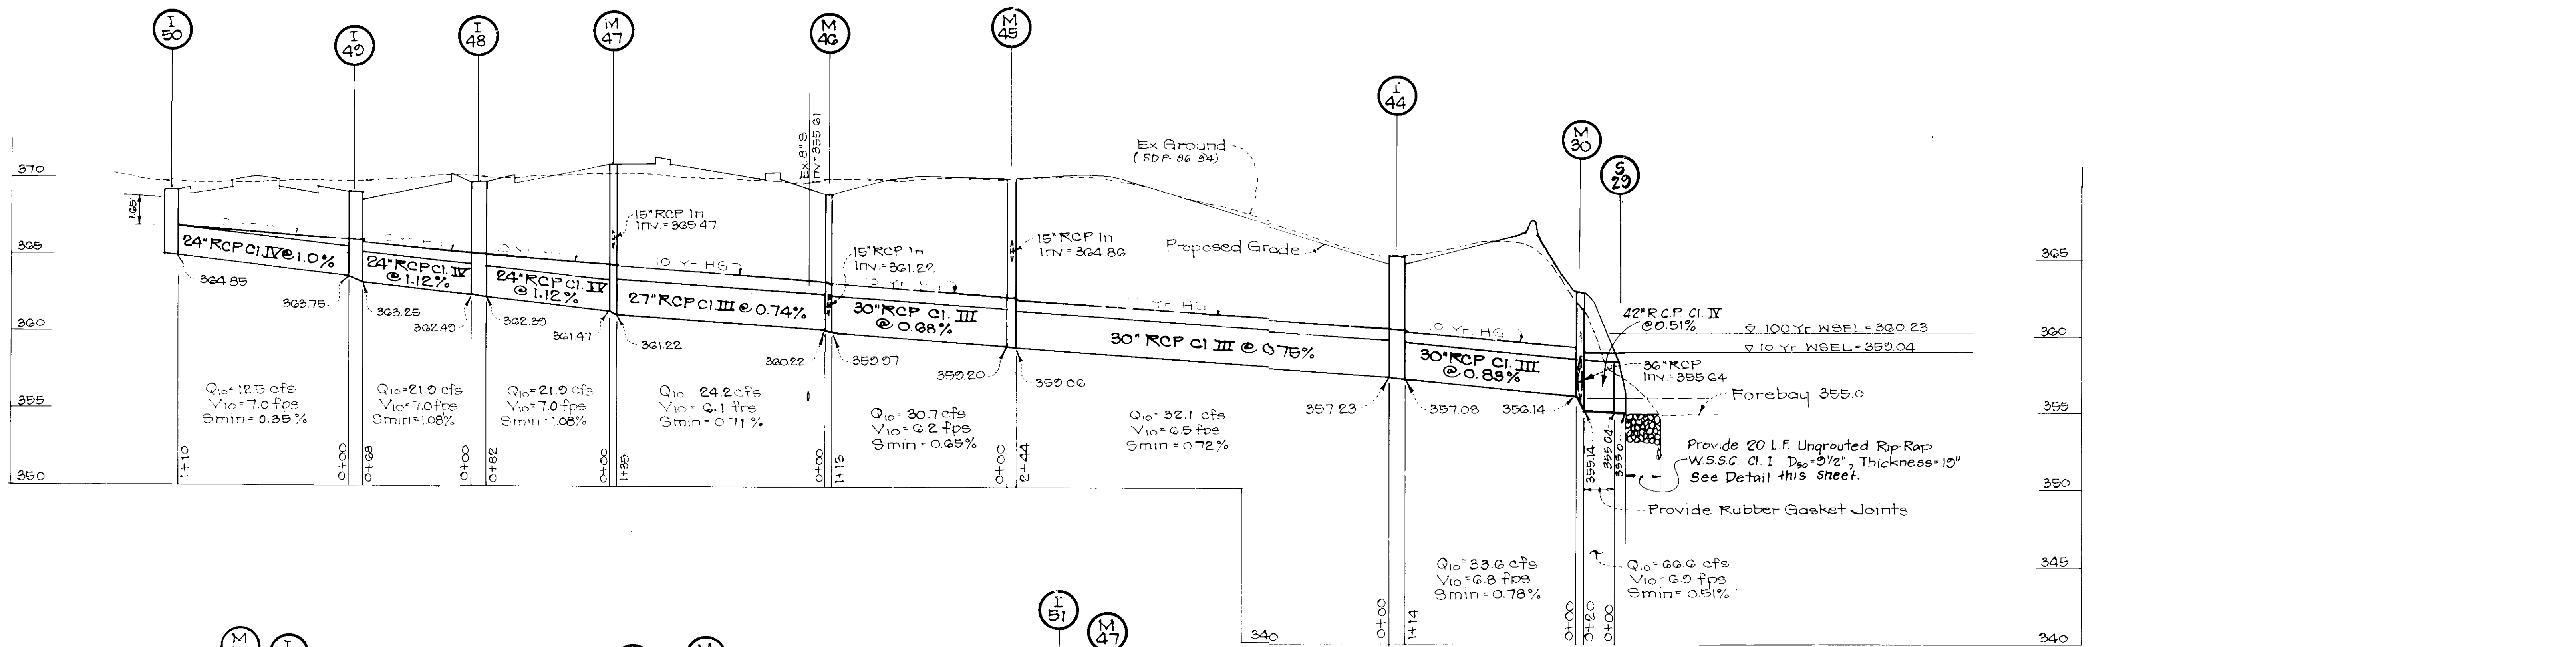 I
50
I
49
I
48
M
47
M
46
M
45
I
44
M
30
S
29
370
365
360
355
350
1.65'
Ex. 8" S
Inv.=355.61
Ex Ground
(SDP-96-94)
Proposed Grade
15" RCP In
Inv.=365.47
15" RCP In
Inv.=361.22
15" RCP In
Inv.=364.86
10 Yr. HG
10 Yr. HG
24" RCP Cl. IV @ 1.0%
24" RCP Cl. IV
@ 1.12%
24" RCP Cl. IV
@ 1.12%
27" RCP Cl. III @ 0.74%
30" RCP Cl. III
@ 0.68%
30" RCP Cl. III @ 0.75%
30" RCP Cl. III
@ 0.83%
42" R.C.P. Cl. IV
@ 0.51%
100 Yr. WSEL=360.23
10 Yr. WSEL=359.04
36" RCP
Inv.=355.64
Forebay 355.0
364.85
363.75
363.25
362.49
362.39
361.47
361.22
360.22
359.97
359.20
359.06
357.23
357.08
356.14
355.14
355.04
355.0
Q10=12.5 cfs
V10=7.0 fps
Smin=0.35%
Q10=21.9 cfs
V10=7.0 fps
Smin=1.08%
Q10=21.9 cfs
V10=7.0 fps
Smin=1.08%
Q10=24.2 cfs
V10=6.1 fps
Smin=0.71%
Q10=30.7 cfs
V10=6.2 fps
Smin=0.65%
Q10=32.1 cfs
V10=6.5 fps
Smin=0.72%
Q10=33.6 cfs
V10=6.8 fps
Smin=0.78%
Q10=66.6 cfs
V10=6.9 fps
Smin=0.51%
Provide 20 L.F. Ungrouted Rip-Rap
W.S.S.C. Cl. I D50=9 1/2", Thickness=19"
See Detail this sheet.
Provide Rubber Gasket Joints
1+10
0+00
0+68
0+00
0+82
0+00
1+35
0+00
1+13
0+00
2+44
0+00
1+14
0+00
0+20
0+00
365
360
355
350
345
340
340
I
51
M
47
M
I
M